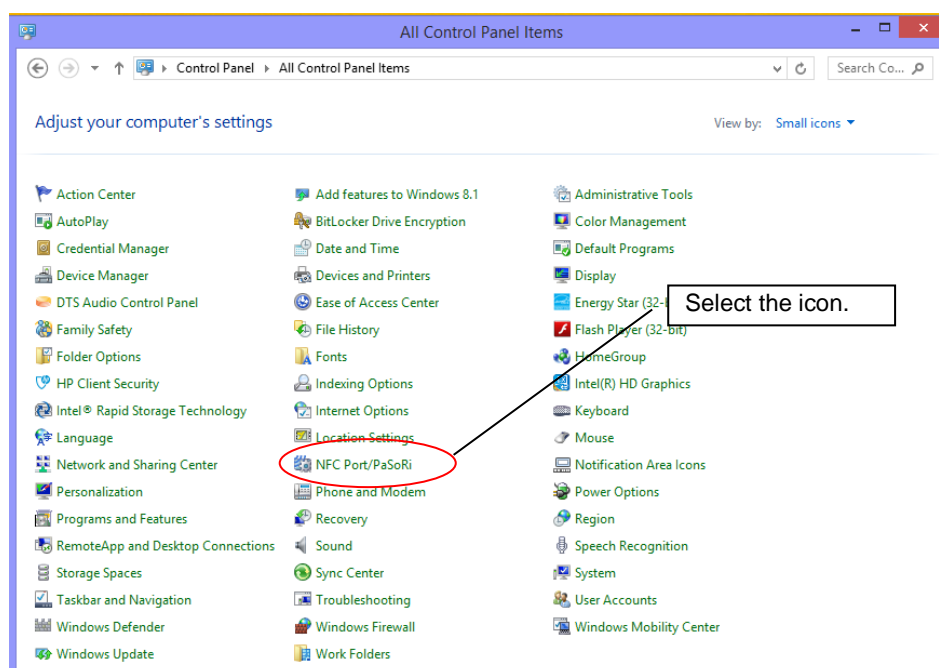 All Control Panel Items
Control Panel All Control Panel Items Search Co...
Adjust your computer's settings View by: Small icons
Action Center Add features to Windows 8.1 Administrative Tools
AutoPlay BitLocker Drive Encryption Color Management
Credential Manager Date and Time Default Programs
Device Manager Devices and Printers Display
DTS Audio Control Panel Ease of Access Center Energy Star (32-
Select the icon.
Family Safety File History Flash Player (32-bit)
Folder Options Fonts HomeGroup
HP Client Security Indexing Options Intel(R) HD Graphics
Intel® Rapid Storage Technology Internet Options Keyboard
Language Location Settings Mouse
Network and Sharing Center NFC Port/PaSoRi Notification Area Icons
Personalization Phone and Modem Power Options
Programs and Features Recovery Region
RemoteApp and Desktop Connections Sound Speech Recognition
Storage Spaces Sync Center System
Taskbar and Navigation Troubleshooting User Accounts
Windows Defender Windows Firewall Windows Mobility Center
Windows Update Work Folders